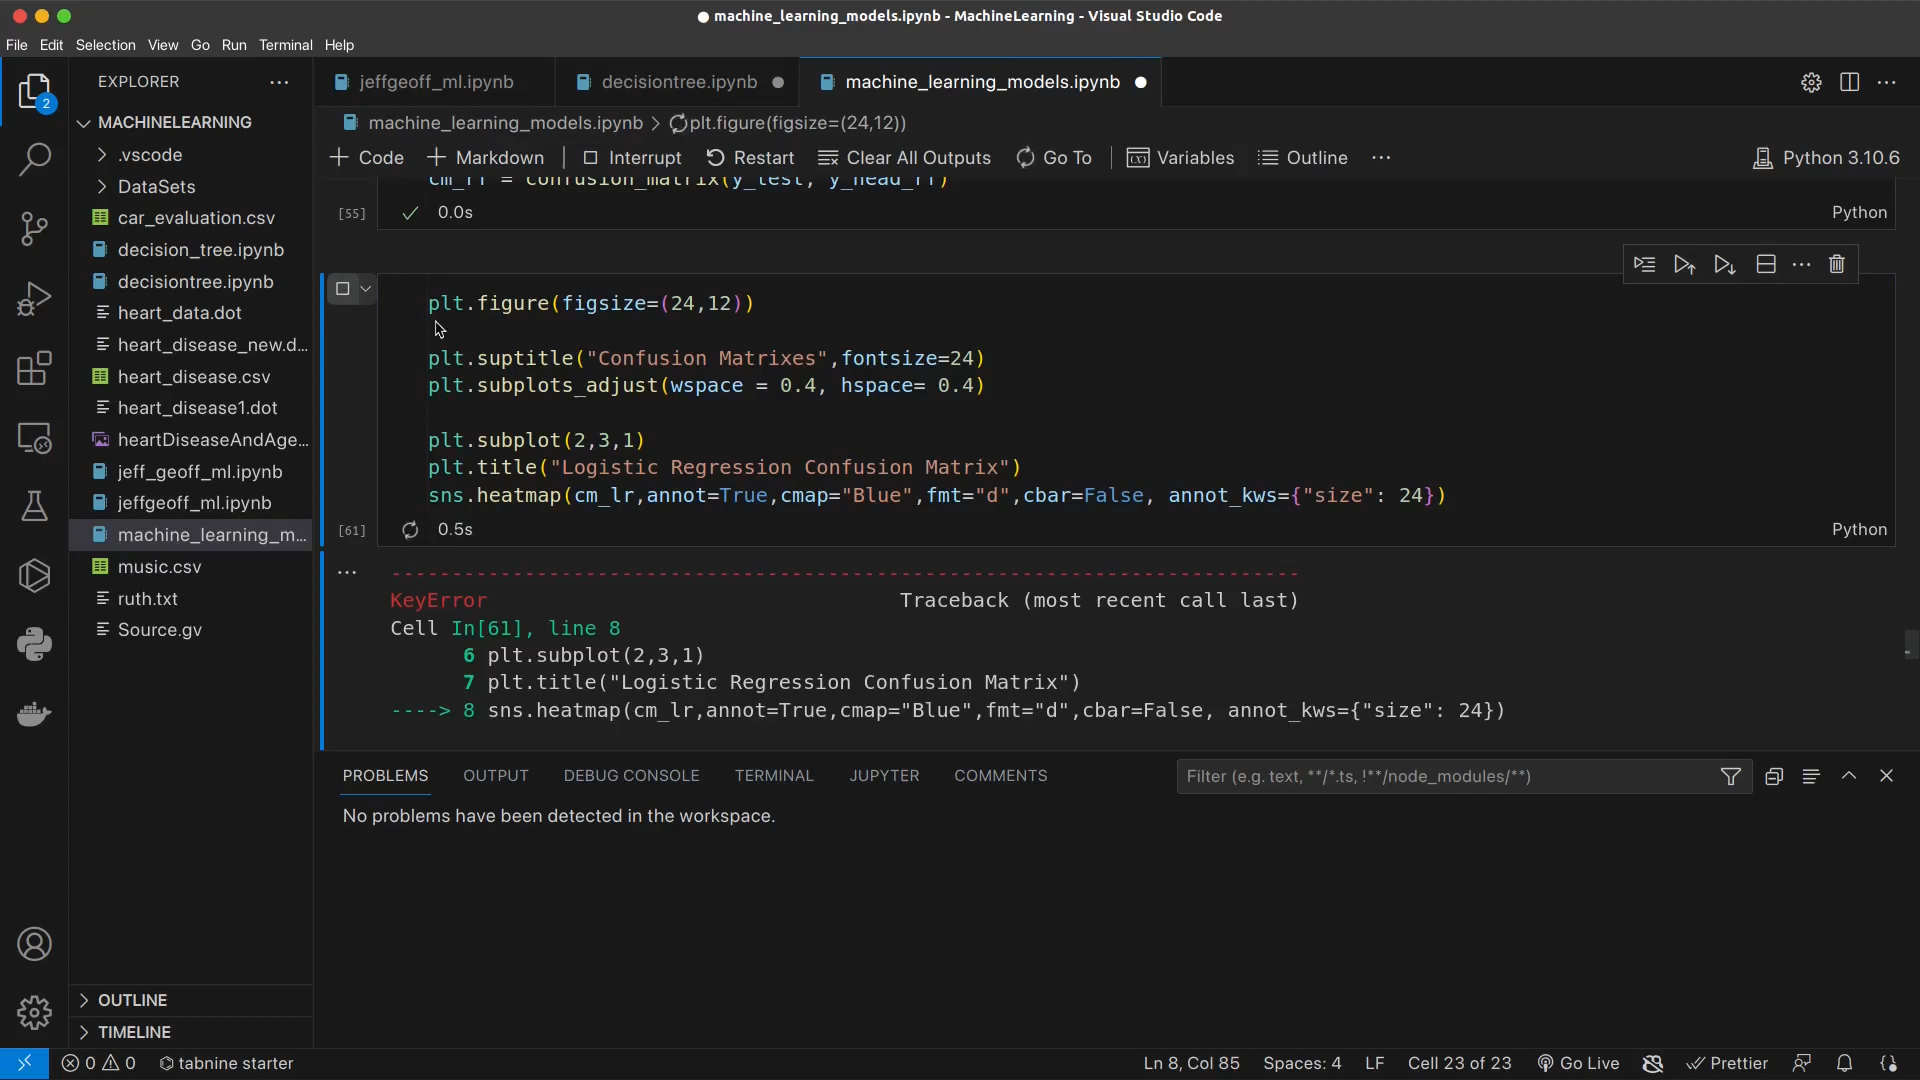 machine_learning_models.ipynb - MachineLearning - Visual Studio Code
File Edit Selection View Go Run Terminal Help
EXPLORER
2
MACHINELEARNING
.vscode
DataSets
car_evaluation.csv
decision_tree.ipynb
decisiontree.ipynb
heart_data.dot
heart_disease_new.d...
heart_disease.csv
heart_disease1.dot
heartDiseaseAndAge...
jeff_geoff_ml.ipynb
jeffgeoff_ml.ipynb
machine_learning_m...
music.csv
ruth.txt
Source.gv
OUTLINE
TIMELINE
jeffgeoff_ml.ipynb decisiontree.ipynb machine_learning_models.ipynb
machine_learning_models.ipynb > plt.figure(figsize=(24,12))
+ Code + Markdown | Interrupt Restart Clear All Outputs Go To | Variables Outline ... Python 3.10.6
cm_rf = confusion_matrix(y_test, y_head_rf)
[55] 0.0s Python
plt.figure(figsize=(24,12))
plt.suptitle("Confusion Matrixes",fontsize=24)
plt.subplots_adjust(wspace = 0.4, hspace= 0.4)
plt.subplot(2,3,1)
plt.title("Logistic Regression Confusion Matrix")
sns.heatmap(cm_lr,annot=True,cmap="Blue",fmt="d",cbar=False, annot_kws={"size": 24})
[61] 0.5s Python
---------------------------------------------------------------------------
KeyError Traceback (most recent call last)
Cell In[61], line 8
6 plt.subplot(2,3,1)
7 plt.title("Logistic Regression Confusion Matrix")
----> 8 sns.heatmap(cm_lr,annot=True,cmap="Blue",fmt="d",cbar=False, annot_kws={"size": 24})
PROBLEMS OUTPUT DEBUG CONSOLE TERMINAL JUPYTER COMMENTS Filter (e.g. text, **/*.ts, !**/node_modules/**)
No problems have been detected in the workspace.
0 0 tabnine starter Ln 8, Col 85 Spaces: 4 LF Cell 23 of 23 Go Live Prettier